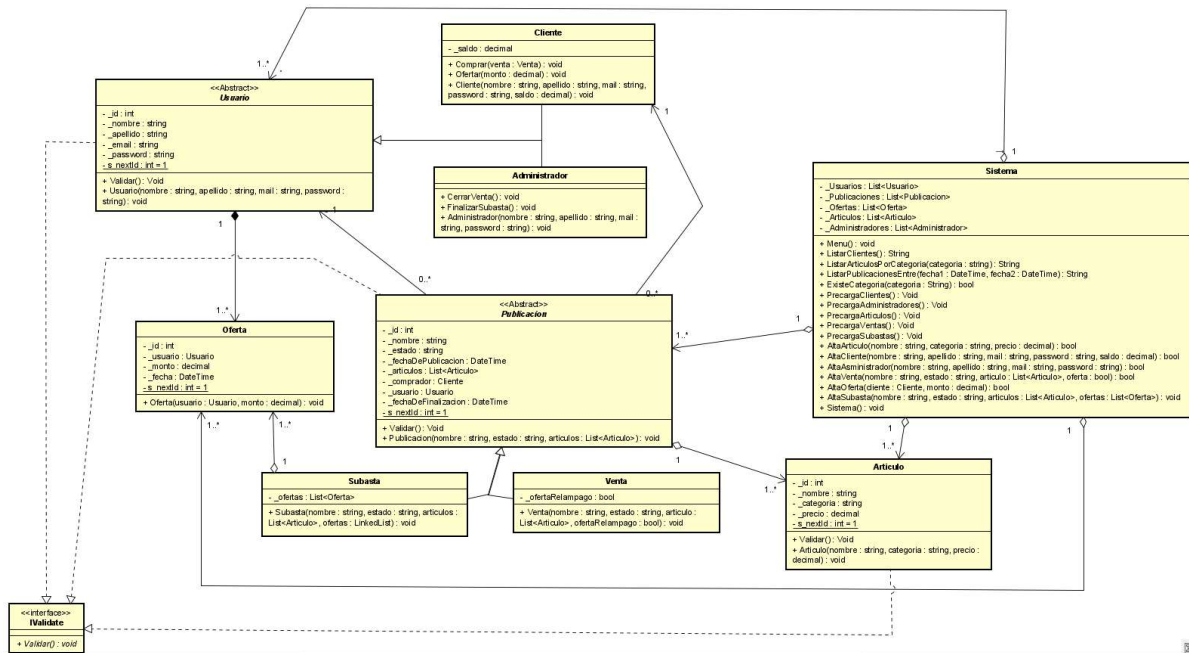 Cliente
- _saldo : decimal
+ Comprar(venta : Venta) : void
+ Ofertar(monto : decimal) : void
+ Cliente(nombre : string, apellido : string, mail : string,
password : string, saldo : decimal) : void
<<Abstract>>
Usuario
- _id : int
- _nombre : string
- _apellido : string
- _email : string
- _password : string
- s_nextId : int = 1
+ Validar() : Void
+ Usuario(nombre : string, apellido : string, mail : string, password :
string) : void
Administrador
+ CerrarVenta() : void
+ FinalizarSubasta() : void
+ Administrador(nombre : string, apellido : string, mail :
string, password : string) : void
Sistema
- _Usuarios : List<Usuario>
- _Publicaciones : List<Publicacion>
- _Ofertas : List<Oferta>
- _Articulos : List<Articulo>
- _Administradores : List<Administrador>
+ Menu() : void
+ ListarClientes() : String
+ ListarArticulosPorCategoria(categoria : string) : String
+ ListarPublicacionesEntre(fecha1 : DateTime, fecha2 : DateTime) : String
+ ExisteCategoria(categoria : String) : bool
+ PrecargaClientes() : Void
+ PrecargaAdministradores() : Void
+ PrecargaArticulos() : Void
+ PrecargaVentas() : Void
+ PrecargaSubastas() : Void
+ AltaArticulo(nombre : string, categoria : string, precio : decimal) : bool
+ AltaCliente(nombre : string, apellido : string, mail : string, password : string, saldo : decimal) : bool
+ AltaAsministrador(nombre : string, apellido : string, mail : string, password : string) : bool
+ AltaVenta(nombre : string, estado : string, articulo : List<Articulo>, oferta : bool) : bool
+ AltaOferta(cliente : Cliente, monto : decimal) : bool
+ AltaSubasta(nombre : string, estado : string, articulos : List<Articulo>, ofertas : List<Oferta>) : void
+ Sistema() : void
<<Abstract>>
Publicacion
- _id : int
- _nombre : string
- _estado : string
- _fechaDePublicacion : DateTime
- _articulos : List<Articulo>
- _comprador : Cliente
- _usuario : Usuario
- _fechaDeFinalizacion : DateTime
- s_nextId : int = 1
+ Validar() : Void
+ Publicacion(nombre : string, estado : string, articulos : List<Articulo>) : void
Oferta
- _id : int
- _usuario : Usuario
- _monto : decimal
- _fecha : DateTime
- s_nextId : int = 1
+ Oferta(usuario : Usuario, monto : decimal) : void
Subasta
- _ofertas : List<Oferta>
+ Subasta(nombre : string, estado : string, articulos :
List<Articulo>, ofertas : LinkedList) : void
Venta
- _ofertaRelampago : bool
+ Venta(nombre : string, estado : string, articulo :
List<Articulo>, ofertaRelampago : bool) : void
Articulo
- _id : int
- _nombre : string
- _categoria : string
- _precio : decimal
- s_nextId : int = 1
+ Validar() : Void
+ Articulo(nombre : string, categoria : string, precio :
decimal) : void
<<interface>>
IValidate
+ Validar() : void
1..*
1
1
1..*
1
0..*
1
0..*
1
1..*
1
1..*
1
1..*
1
1..*
1
1..*